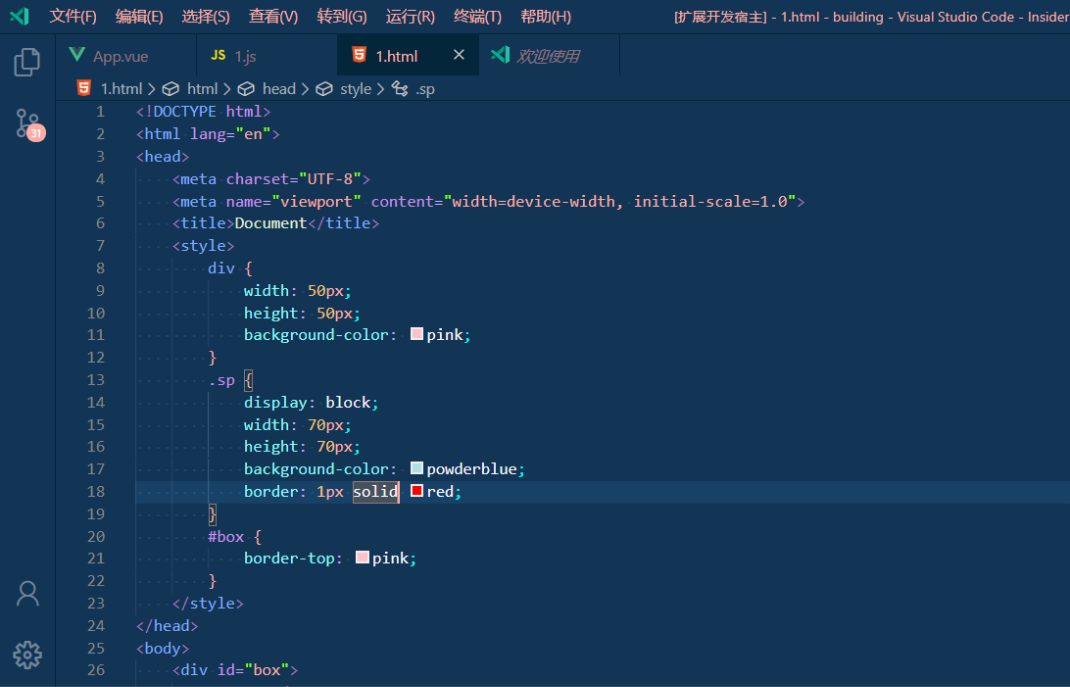 文件(F) 编辑(E) 选择(S) 查看(V) 转到(G) 运行(R) 终端(T) 帮助(H) [扩展开发宿主] - 1.html - building - Visual Studio Code - Insider
App.vue JS 1.js 1.html × 欢迎使用
1.html > html > head > style > .sp
31
1 <!DOCTYPE html>
2 <html lang="en">
3 <head>
4 <meta charset="UTF-8">
5 <meta name="viewport" content="width=device-width, initial-scale=1.0">
6 <title>Document</title>
7 <style>
8 div {
9 width: 50px;
10 height: 50px;
11 background-color: pink;
12 }
13 .sp {
14 display: block;
15 width: 70px;
16 height: 70px;
17 background-color: powderblue;
18 border: 1px solid red;
19 }
20 #box {
21 border-top: pink;
22 }
23 </style>
24 </head>
25 <body>
26 <div id="box">